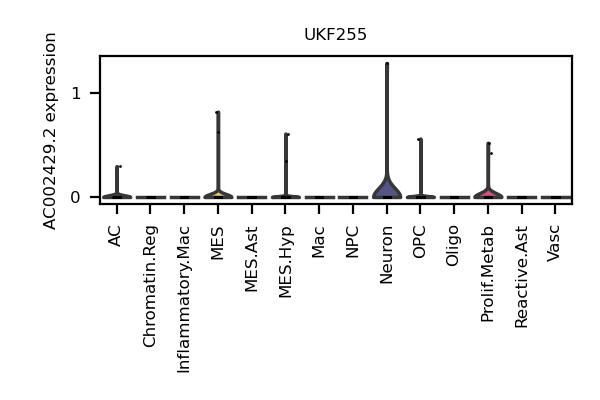 UKF255
AC002429.2 expression
1
0
AC
Chromatin.Reg
Inflammatory.Mac
MES
MES.Ast
MES.Hyp
Mac
NPC
Neuron
OPC
Oligo
Prolif.Metab
Reactive.Ast
Vasc